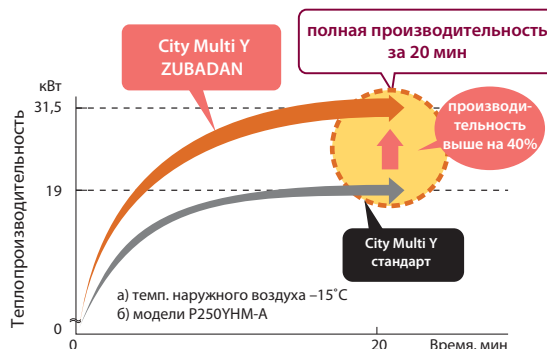 City Multi Y
ZUBADAN
полная производительность
за 20 мин
кВт
31,5
19
0
Теплопроизводительность
производи-
тельность
выше на 40%
City Multi Y
стандарт
а) темп. наружного воздуха –15˚С
б) модели P250YHM-A
0
20
Время, мин